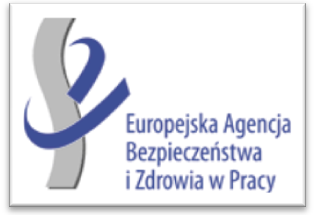 Europejska Agencja
Bezpieczeństwa
i Zdrowia w Pracy